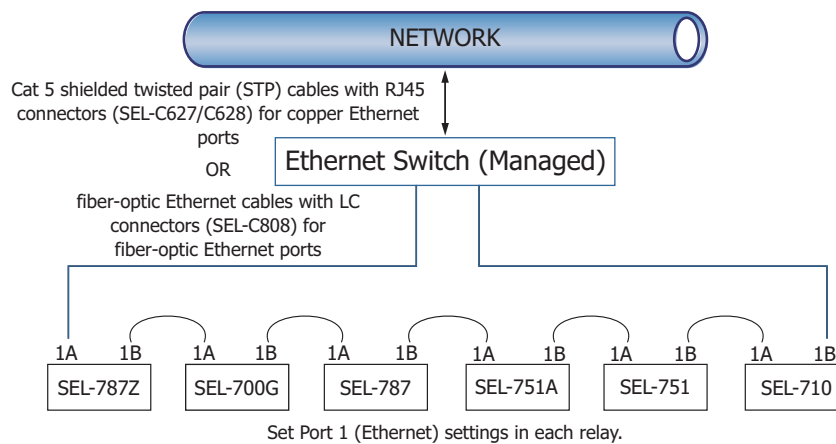 NETWORK
Cat 5 shielded twisted pair (STP) cables with RJ45
connectors (SEL-C627/C628) for copper Ethernet
ports
OR
Ethernet Switch (Managed)
fiber-optic Ethernet cables with LC
connectors (SEL-C808) for
fiber-optic Ethernet ports
1A 1B 1A 1B 1A 1B 1A 1B 1A 1B 1A 1B
SEL-787Z SEL-700G SEL-787 SEL-751A SEL-751 SEL-710
Set Port 1 (Ethernet) settings in each relay.